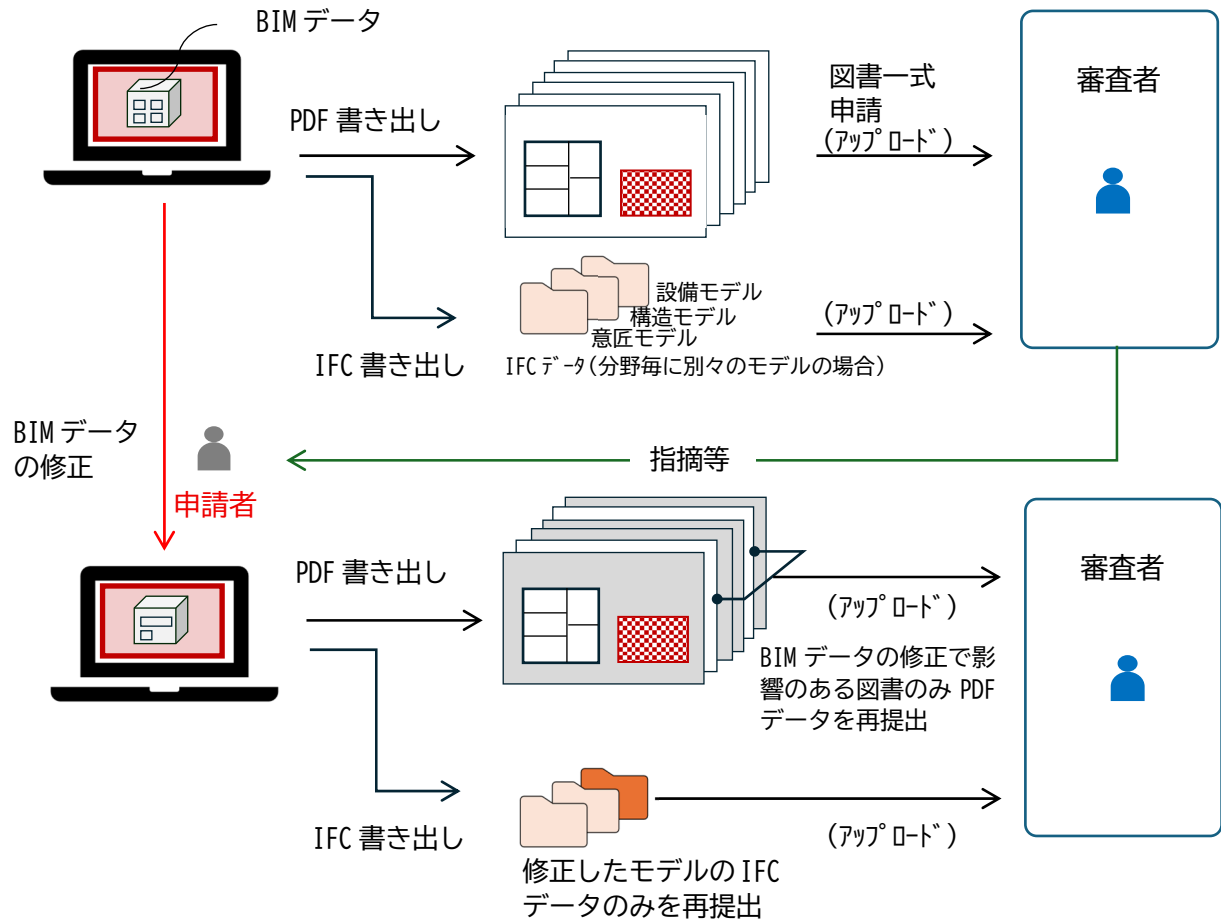 BIM データ
PDF 書き出し
図書一式
申請
(ｱｯﾌﾟﾛｰﾄﾞ)
審査者
設備モデル
構造モデル
意匠モデル
IFC ﾃﾞｰﾀ(分野毎に別々のモデルの場合)
(ｱｯﾌﾟﾛｰﾄﾞ)
IFC 書き出し
BIM データ
の修正
申請者
指摘等
PDF 書き出し
(ｱｯﾌﾟﾛｰﾄﾞ)
審査者
BIM データの修正で影
響のある図書のみ PDF
データを再提出
IFC 書き出し
(ｱｯﾌﾟﾛｰﾄﾞ)
修正したモデルの IFC
データのみを再提出